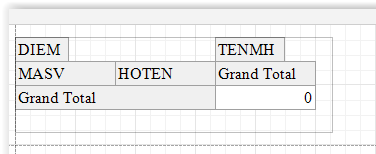 DIEM TENMH
MASV HOTEN Grand Total
Grand Total 0